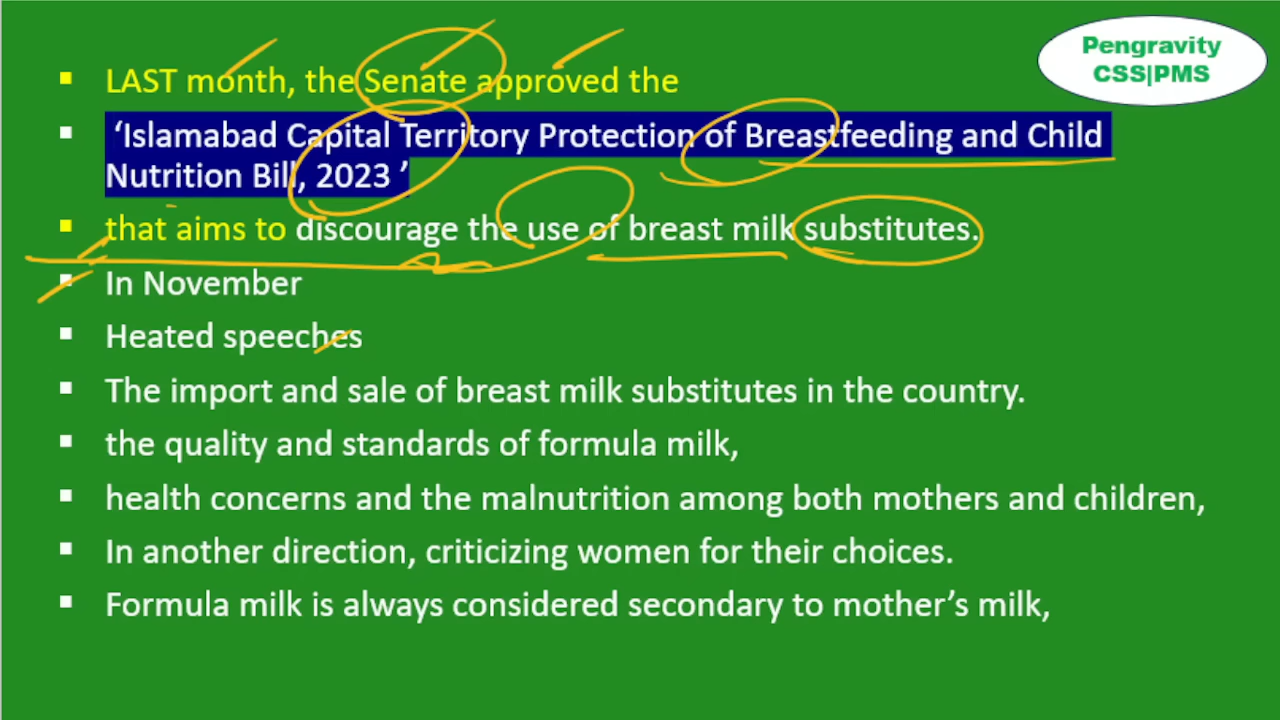 Pengravity
CSS|PMS
LAST month, the Senate approved the
‘Islamabad Capital Territory Protection of Breastfeeding and Child
Nutrition Bill, 2023 ’
that aims to discourage the use of breast milk substitutes.
In November
Heated speeches
The import and sale of breast milk substitutes in the country.
the quality and standards of formula milk,
health concerns and the malnutrition among both mothers and children,
In another direction, criticizing women for their choices.
Formula milk is always considered secondary to mother’s milk,